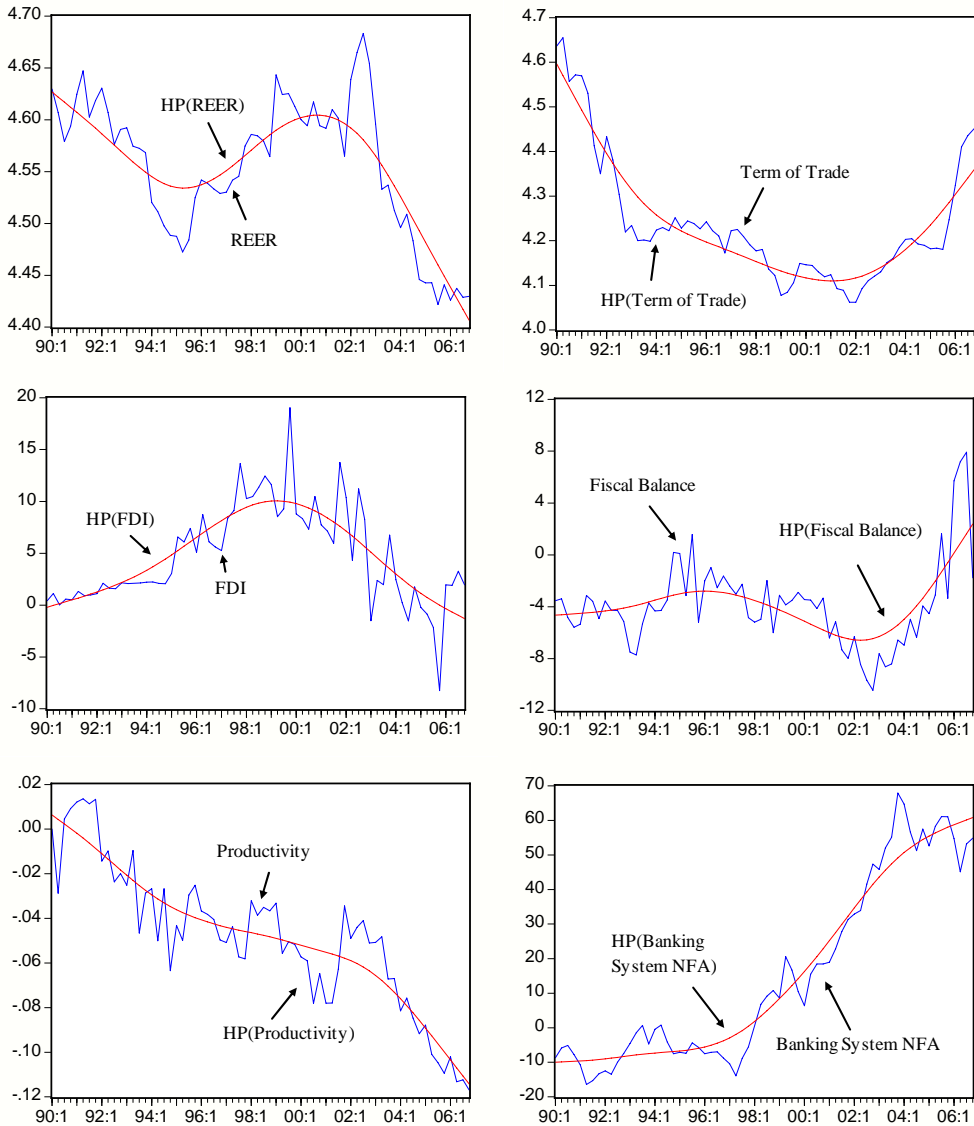 4.70
4.60
4.50
4.40
HP(REER)
REER
90:1 92:1 94:1 96:1 98:1 00:1 02:1 04:1 06:1
4.7
4.6
4.5
4.4
4.3
4.2
4.1
4.0
Term of Trade
HP(Term of Trade)
90:1 92:1 94:1 96:1 98:1 00:1 02:1 04:1 06:1
20
15
10
5
0
-5
-10
HP(FDI)
FDI
90:1 92:1 94:1 96:1 98:1 00:1 02:1 04:1 06:1
12
8
4
0
-4
-8
-12
Fiscal Balance
HP(Fiscal Balance)
90:1 92:1 94:1 96:1 98:1 00:1 02:1 04:1 06:1
.02
.00
-.02
-.04
-.06
-.08
-.10
-.12
Productivity
HP(Productivity)
90:1 92:1 94:1 96:1 98:1 00:1 02:1 04:1 06:1
70
60
50
40
30
20
10
0
-10
-20
HP(Banking
System NFA)
Banking System NFA
90:1 92:1 94:1 96:1 98:1 00:1 02:1 04:1 06:1